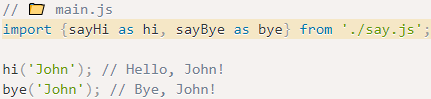 // 📁 main.js
import {sayHi as hi, sayBye as bye} from './say.js';
hi('John'); // Hello, John!
bye('John'); // Bye, John!